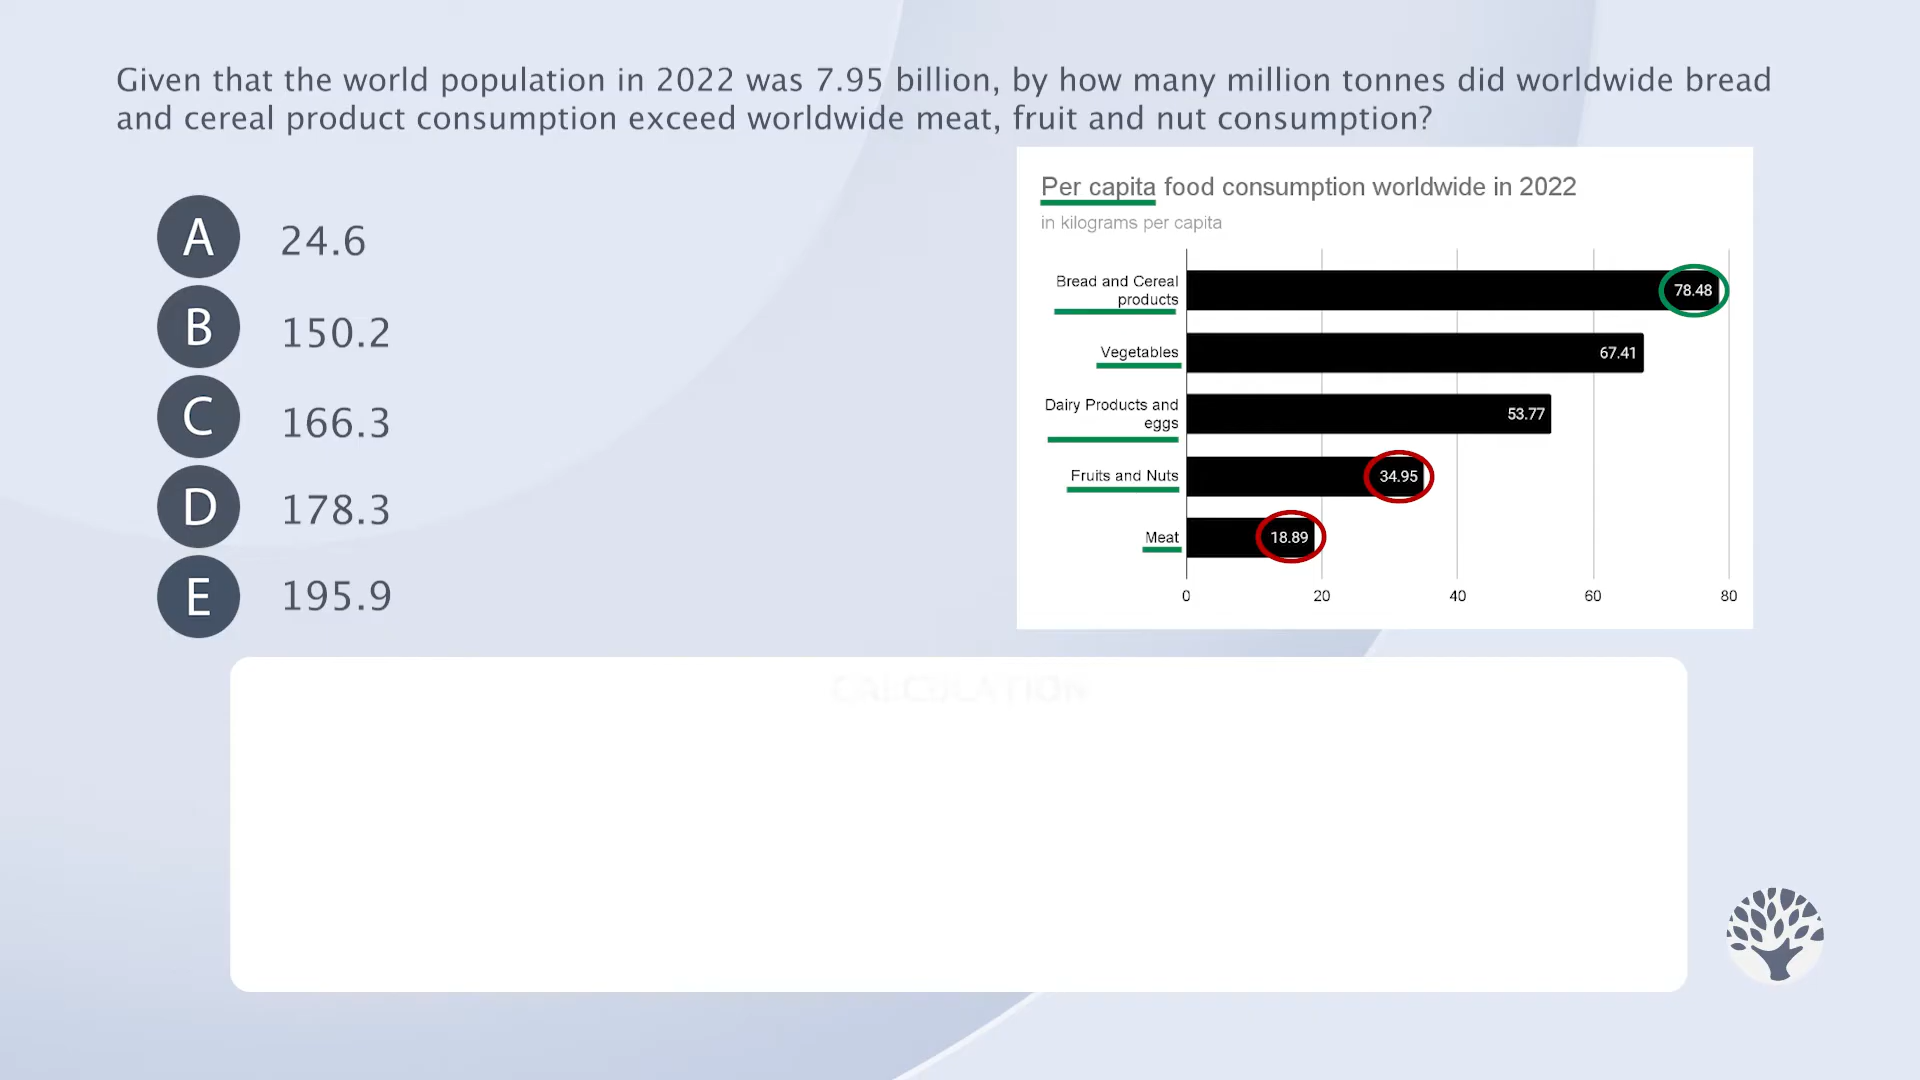 Given that the world population in 2022 was 7.95 billion, by how many million tonnes did worldwide bread
and cereal product consumption exceed worldwide meat, fruit and nut consumption?
A 24.6
B 150.2
C 166.3
D 178.3
E 195.9
Per capita food consumption worldwide in 2022
in kilograms per capita
Bread and Cereal
products
78.48
Vegetables
67.41
Dairy Products and
eggs
53.77
Fruits and Nuts
34.95
Meat
18.89
0 20 40 60 80
CALCULATION